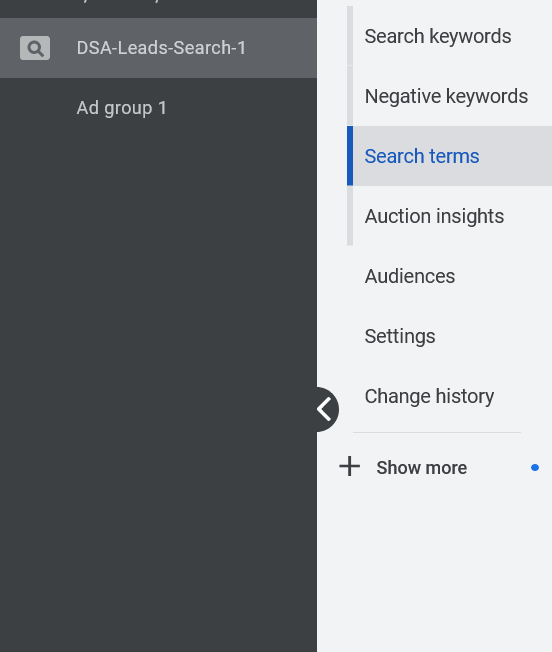 DSA-Leads-Search-1
Ad group 1
Search keywords
Negative keywords
Search terms
Auction insights
Audiences
Settings
Change history
Show more